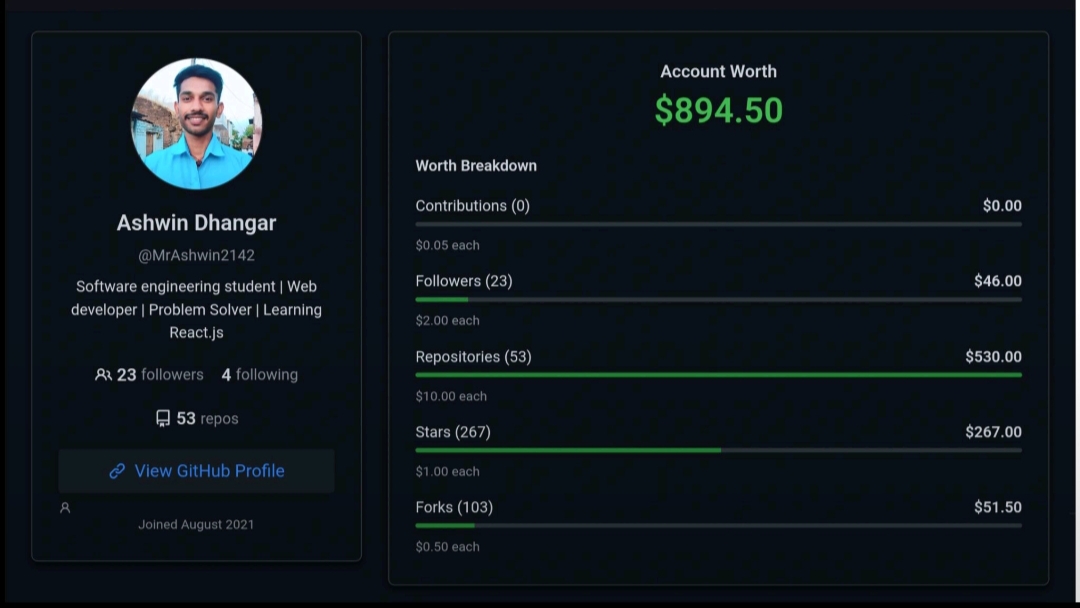 Ashwin Dhangar
@MrAshwin2142
Software engineering student | Web
developer | Problem Solver | Learning
React.js
23 followers 4 following
53 repos
View GitHub Profile
Joined August 2021
Account Worth
$894.50
Worth Breakdown
Contributions (0) $0.00
$0.05 each
Followers (23) $46.00
$2.00 each
Repositories (53) $530.00
$10.00 each
Stars (267) $267.00
$1.00 each
Forks (103) $51.50
$0.50 each